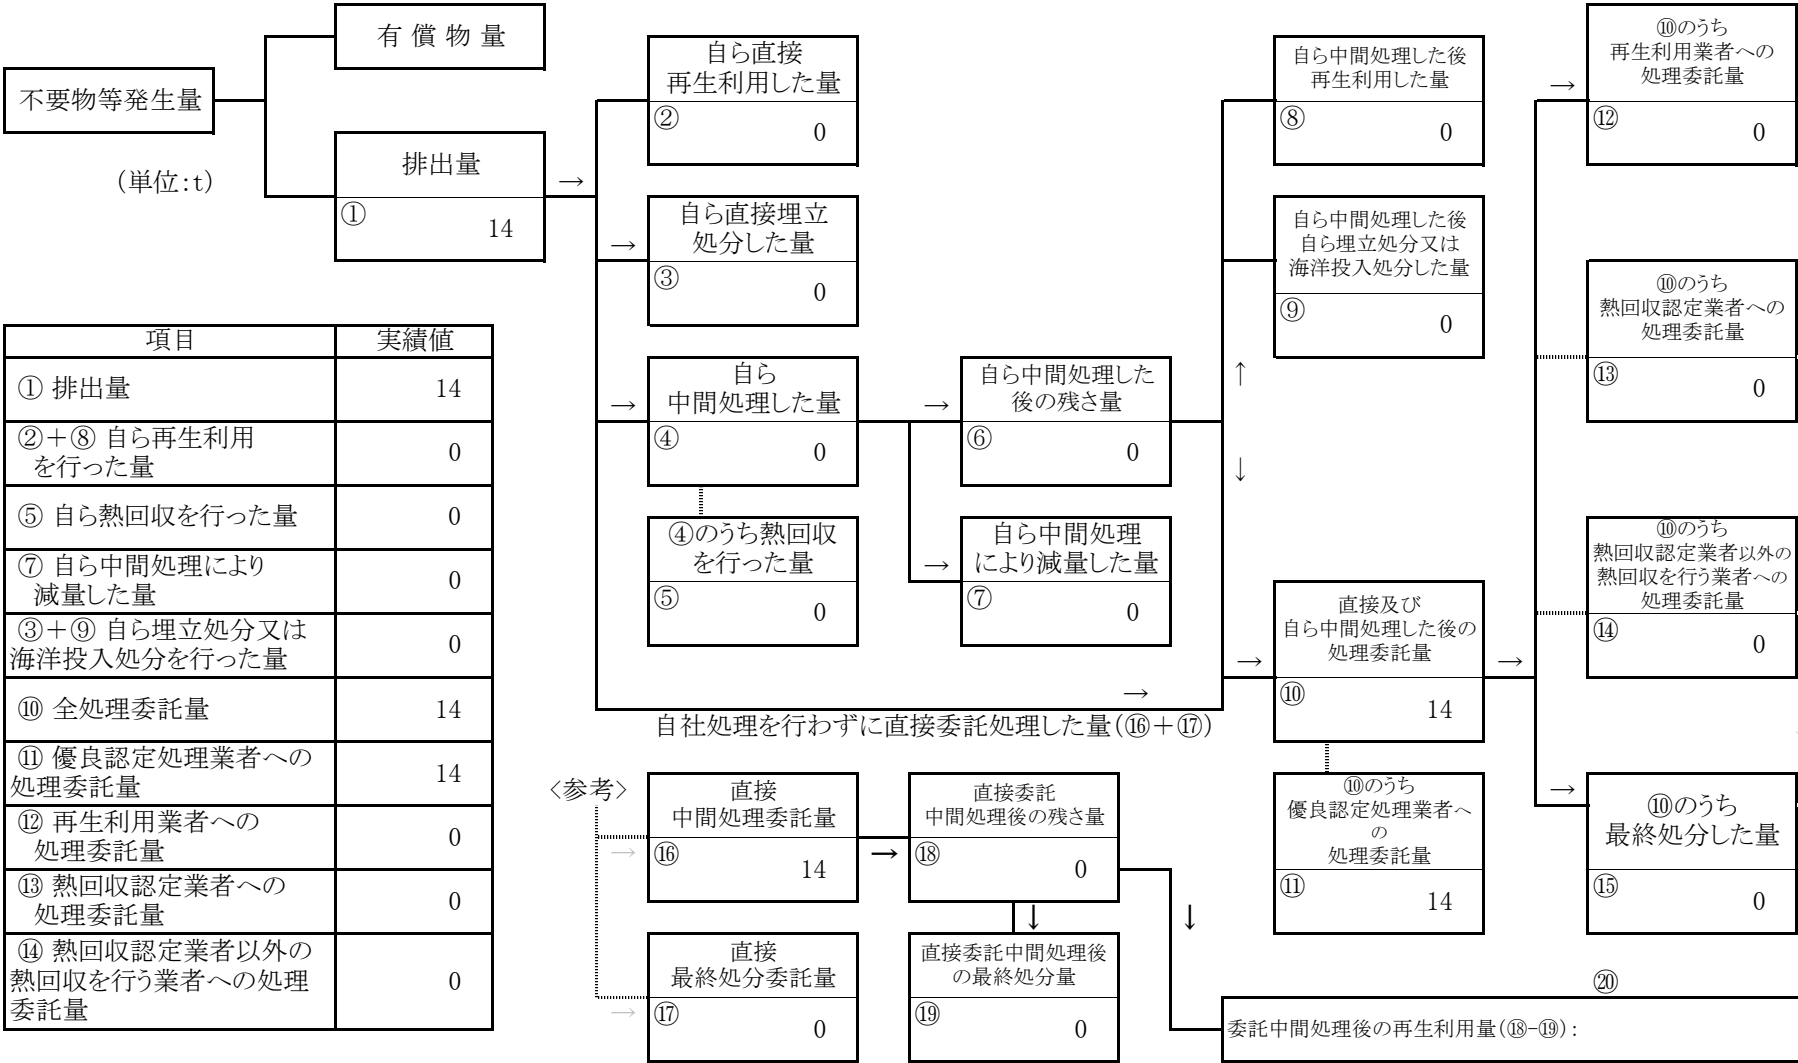 有 償 物 量
不要物等発生量
(単位:t)
排出量
①
14
→
自ら直接
再生利用した量
②
0
→
自ら直接埋立
処分した量
③
0
→
自ら
中間処理した量
④
0
④のうち熱回収
を行った量
⑤
0
→
自ら中間処理した
後の残さ量
⑥
0
→
自ら中間処理
により減量した量
⑦
0
自ら中間処理した後
再生利用した量
⑧
0
自ら中間処理した後
自ら埋立処分又は
海洋投入処分した量
⑨
0
↑
↓
→
自社処理を行わずに直接委託処理した量(⑯+⑰)
→
直接及び
自ら中間処理した後の
処理委託量
⑩
14
⑩のうち
優良認定処理業者へ
の
処理委託量
⑪
14
→
→
⑩のうち
再生利用業者への
処理委託量
⑫
0
⑩のうち
熱回収認定業者への
処理委託量
⑬
0
⑩のうち
熱回収認定業者以外の
熱回収を行う業者への
処理委託量
⑭
0
→
⑩のうち
最終処分した量
⑮
0
項目 実績値
① 排出量 14
②+⑧ 自ら再生利用
を行った量 0
⑤ 自ら熱回収を行った量 0
⑦ 自ら中間処理により
減量した量 0
③+⑨ 自ら埋立処分又は
海洋投入処分を行った量 0
⑩ 全処理委託量 14
⑪ 優良認定処理業者への
処理委託量 14
⑫ 再生利用業者への
処理委託量 0
⑬ 熱回収認定業者への
処理委託量 0
⑭ 熱回収認定業者以外の
熱回収を行う業者への処理
委託量 0
〈参考〉
→
直接
中間処理委託量
⑯
14
→
直接委託
中間処理後の残さ量
⑱
0
↓
↓
→
直接
最終処分委託量
⑰
0
直接委託中間処理後
の最終処分量
⑲
0
⑳
委託中間処理後の再生利用量(⑱-⑲):